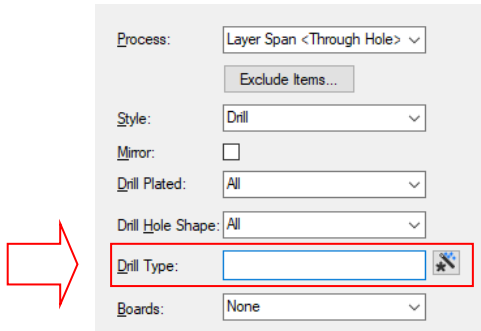 Process: Layer Span <Through Hole>
Exclude Items...
Style: Drill
Mirror:
Drill Plated: All
Drill Hole Shape: All
Drill Type:
Boards: None